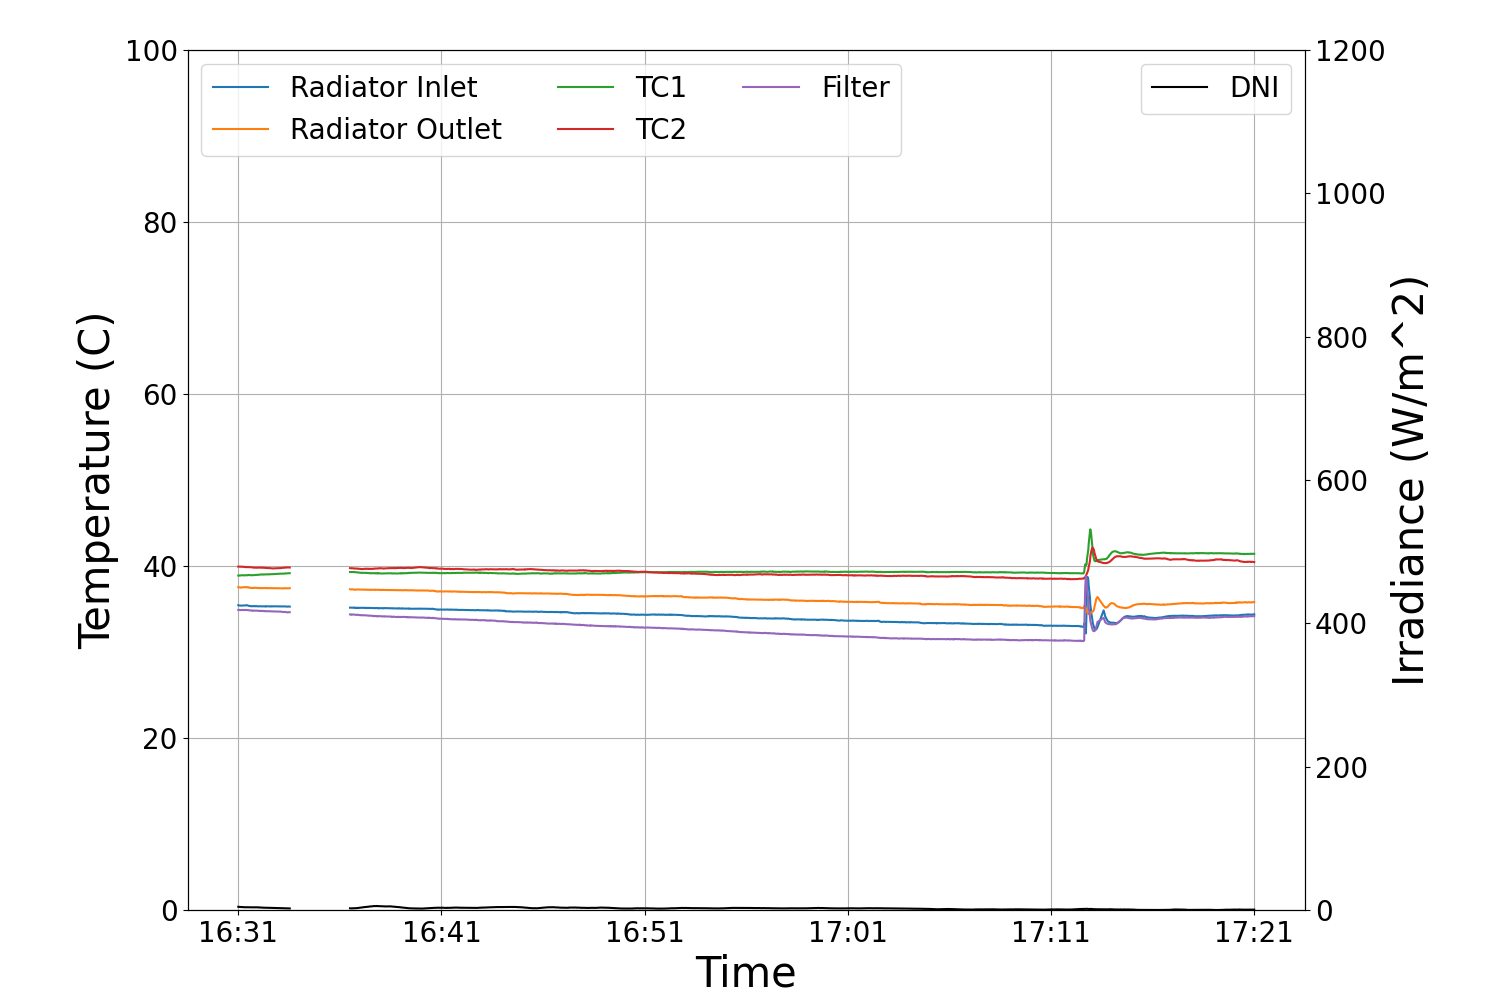 Radiator Inlet
Radiator Outlet
TC1
TC2
Filter
DNI
Temperature (C)
100
80
60
40
20
0
1200
1000
800
600
400
200
0
Irradiance (W/m^2)
16:31 16:41 16:51 17:01 17:11 17:21
Time